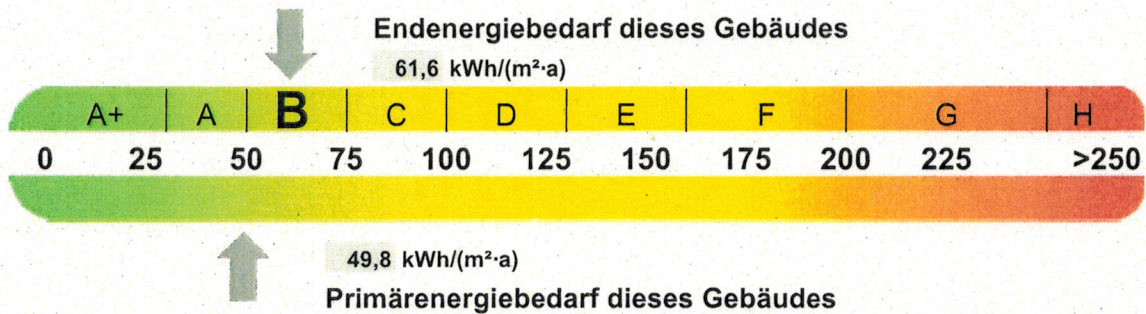 Endenergiebedarf dieses Gebäudes
61,6 kWh/(m²·a)
A+ A B C D E F G H
0 25 50 75 100 125 150 175 200 225 >250
49,8 kWh/(m²·a)
Primärenergiebedarf dieses Gebäudes